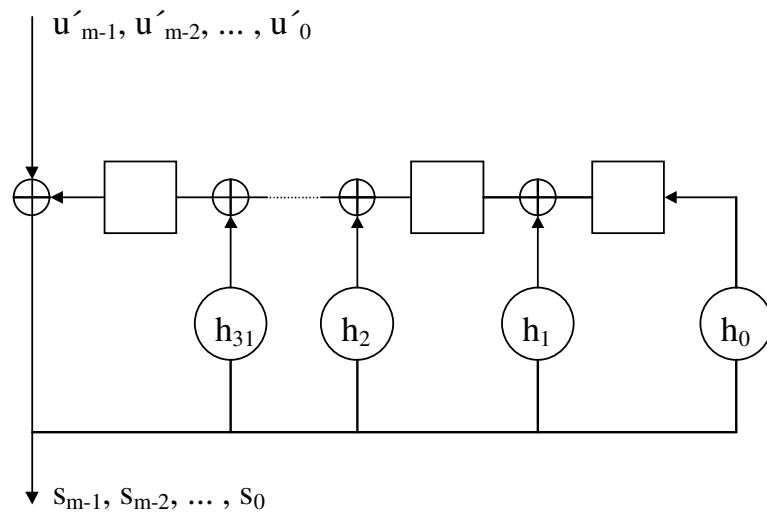 u´ₘ₋₁, u´ₘ₋₂, ... , u´₀
h₃₁ h₂ h₁ h₀
sₘ₋₁, sₘ₋₂, ... , s₀